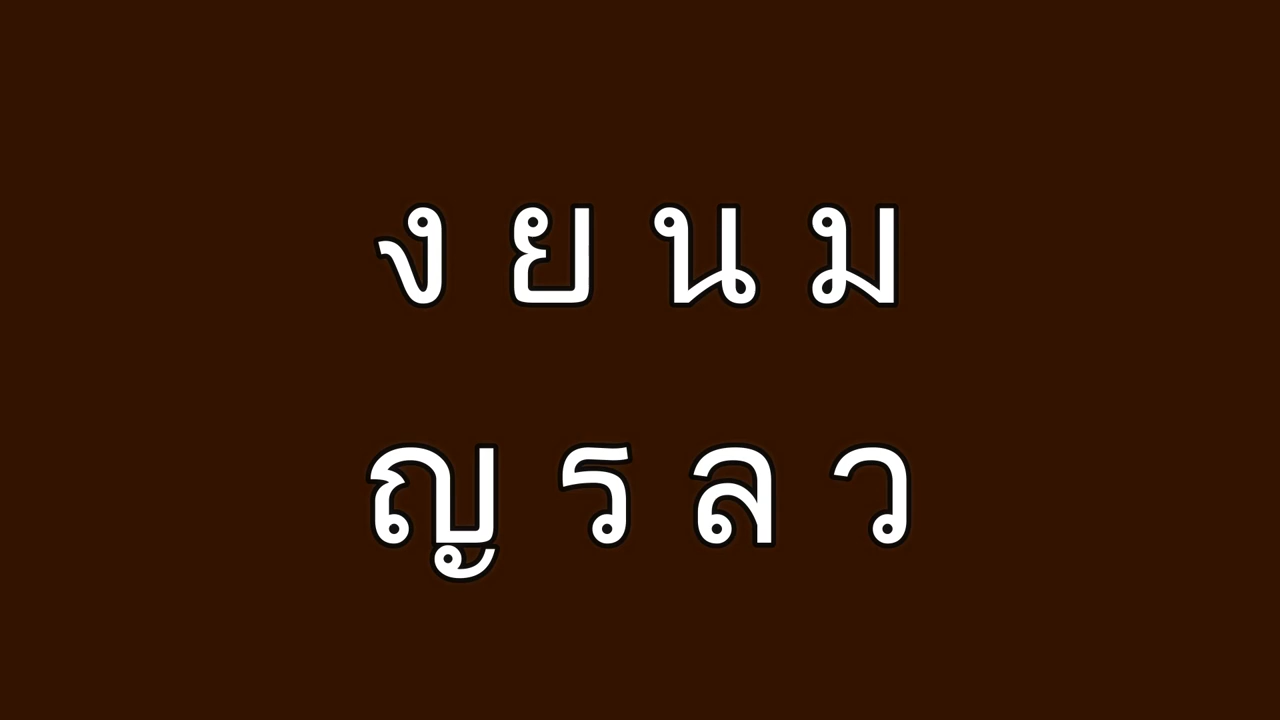 ง ย น ม
ญ ร ล ว